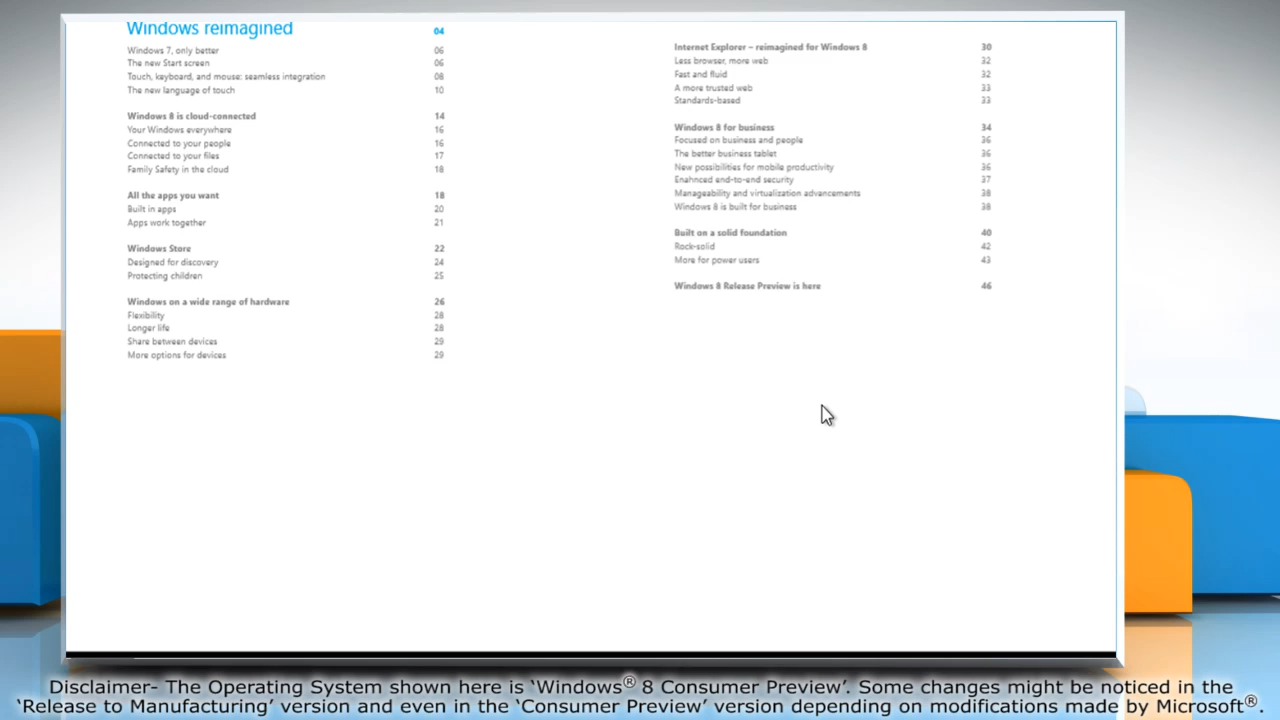 Windows reimagined 04
Windows 7, only better 06
The new Start screen 06
Touch, keyboard, and mouse: seamless integration 08
The new language of touch 10
Windows 8 is cloud-connected 14
Your Windows everywhere 16
Connected to your people 16
Connected to your files 17
Family Safety in the cloud 18
All the apps you want 18
Built in apps 20
Apps work together 21
Windows Store 22
Designed for discovery 24
Protecting children 25
Windows on a wide range of hardware 26
Flexibility 28
Longer life 28
Share between devices 29
More options for devices 29
Internet Explorer – reimagined for Windows 8 30
Less browser, more web 32
Fast and fluid 32
A more trusted web 33
Standards-based 33
Windows 8 for business 34
Focused on business and people 36
The better business tablet 36
New possibilities for mobile productivity 36
Enahnced end-to-end security 37
Manageability and virtualization advancements 38
Windows 8 is built for business 38
Built on a solid foundation 40
Rock-solid 42
More for power users 43
Windows 8 Release Preview is here 46
Disclaimer- The Operating System shown here is ‘Windows® 8 Consumer Preview’. Some changes might be noticed in the
‘Release to Manufacturing’ version and even in the ‘Consumer Preview’ version depending on modifications made by Microsoft®.